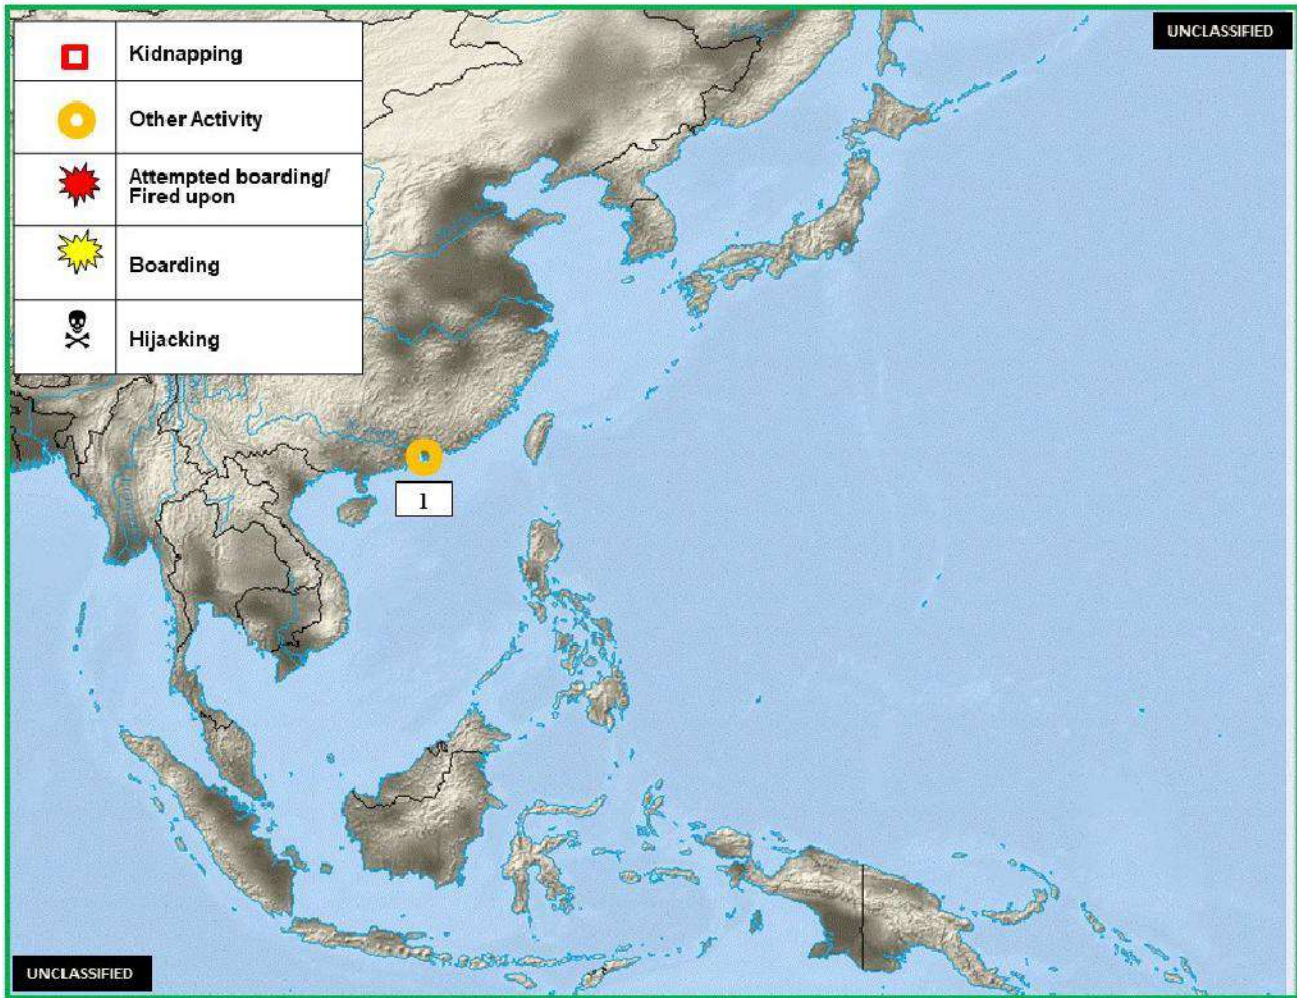 UNCLASSIFIED
Kidnapping
Other Activity
Attempted boarding/
Fired upon
Boarding
Hijacking
1
UNCLASSIFIED